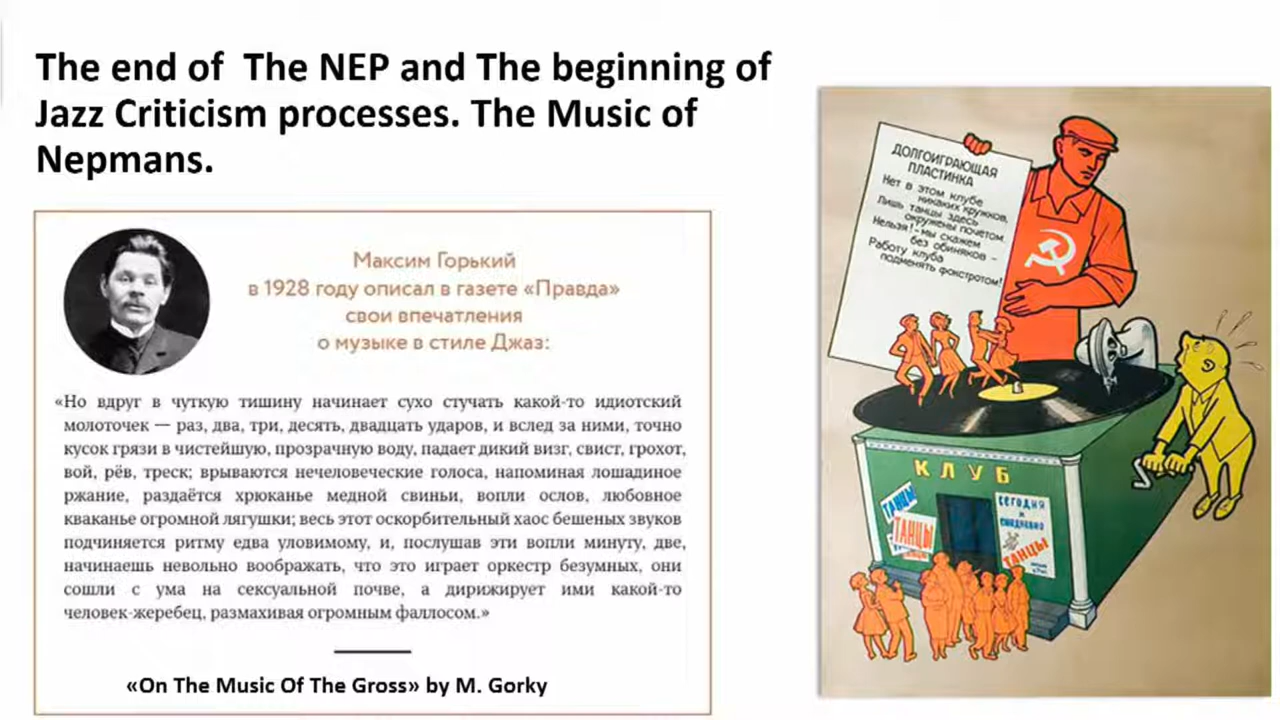 The end of The NEP and The beginning of
Jazz Criticism processes. The Music of
Nepmans.
Максим Горький
в 1928 году описал в газете «Правда»
свои впечатления
о музыке в стиле Джаз:
«Но вдруг в чуткую тишину начинает сухо стучать какой-то идиотский
молоточек — раз, два, три, десять, двадцать ударов, и вслед за ними, точно
кусок грязи в чистейшую, прозрачную воду, падает дикий визг, свист, грохот,
вой, рёв, треск; врываются нечеловеческие голоса, напоминая лошадиное
ржание, раздаётся хрюканье медной свиньи, вопли ослов, любовное
кваканье огромной лягушки; весь этот оскорбительный хаос бешеных звуков
подчиняется ритму едва уловимому, и, послушав эти вопли минуту, две,
начинаешь невольно воображать, что это играет оркестр безумных, они
сошли с ума на сексуальной почве, а дирижирует ими какой-то
человек-жеребец, размахивая огромным фаллосом.»
«On The Music Of The Gross» by M. Gorky
ДОЛГОИГРАЮЩАЯ
ПЛАСТИНКА
Нет в этом клубе
никаких кружков,
Лишь танцы здесь
окружены почетом.
Нельзя! - мы скажем
без обиняков -
Работу клуба
подменять фокстротом!
КЛУБ
ТАНЦЫ
ТАНЦЫ
СЕГОДНЯ
и
ЕЖЕДНЕВНО
ТАНЦЫ